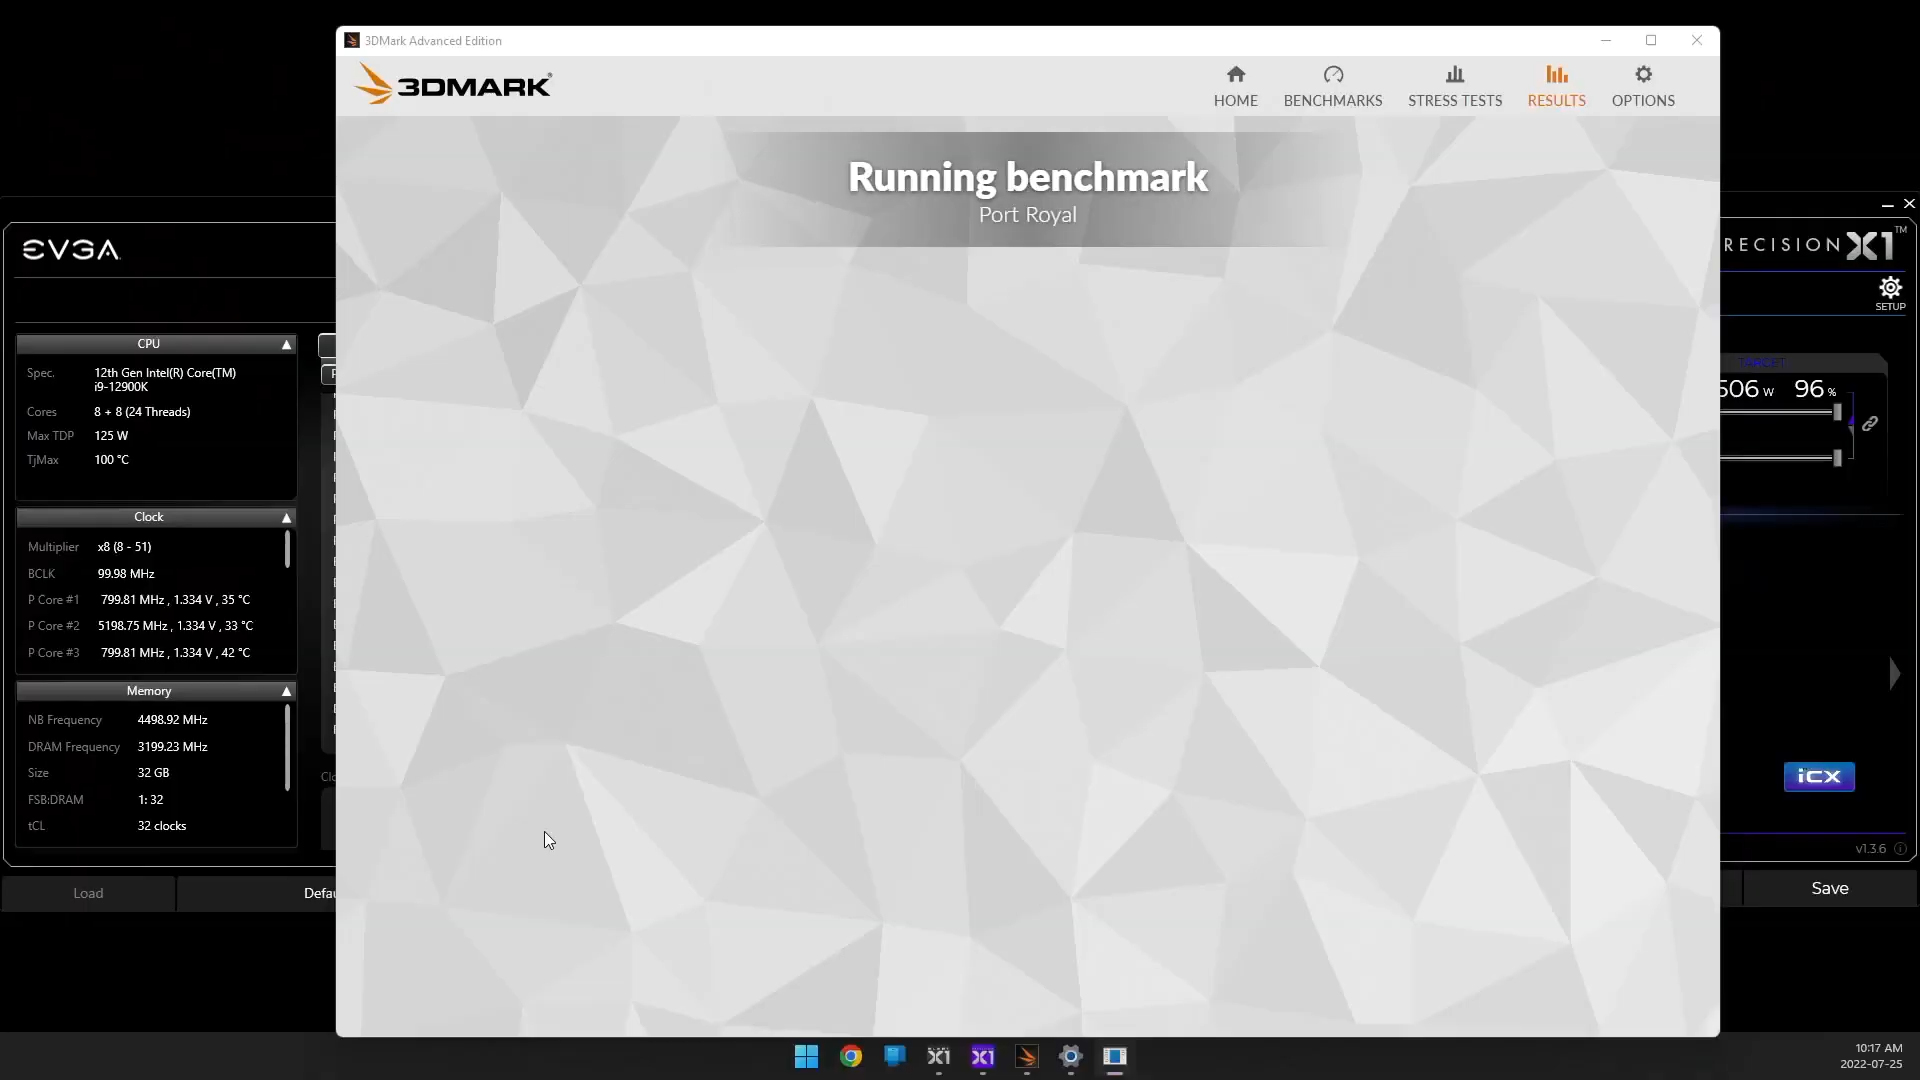 3DMark Advanced Edition
3DMARK
HOME
BENCHMARKS
STRESS TESTS
RESULTS
OPTIONS
Running benchmark
Port Royal
EVGA
CPU
Spec. 12th Gen Intel(R) Core(TM)
i9-12900K
Cores 8 + 8 (24 Threads)
Max TDP 125 W
TjMax 100 °C
Clock
Multiplier x8 (8 - 51)
BCLK 99.98 MHz
P Core #1 799.81 MHz , 1.334 V , 35 °C
P Core #2 5198.75 MHz , 1.334 V , 33 °C
P Core #3 799.81 MHz , 1.334 V , 42 °C
Memory
NB Frequency 4498.92 MHz
DRAM Frequency 3199.23 MHz
Size 32 GB
FSB:DRAM 1: 32
tCL 32 clocks
Load
Defau
RECISION X1™
SETUP
TARGET
506 W 96 %
iCX
v1.3.6
Save
X1
X1
10:17 AM
2022-07-25